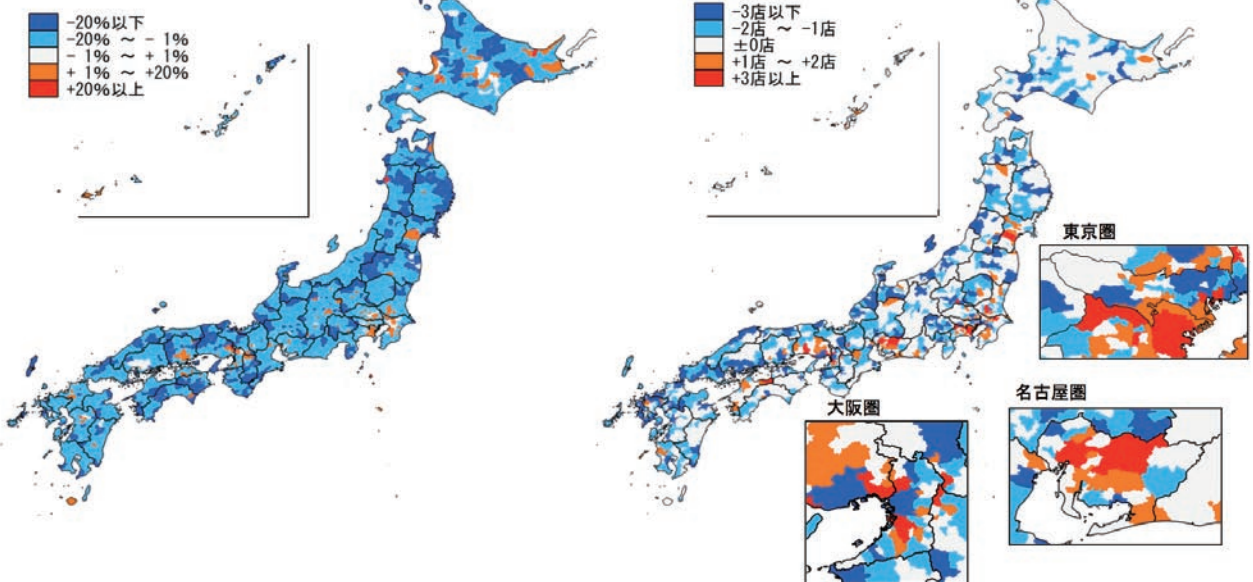 -20%以下
-20% ～ - 1%
- 1% ～ + 1%
+ 1% ～ +20%
+20%以上
-3店以下
-2店 ～ -1店
±0店
+1店 ～ +2店
+3店以上
東京圏
名古屋圏
大阪圏